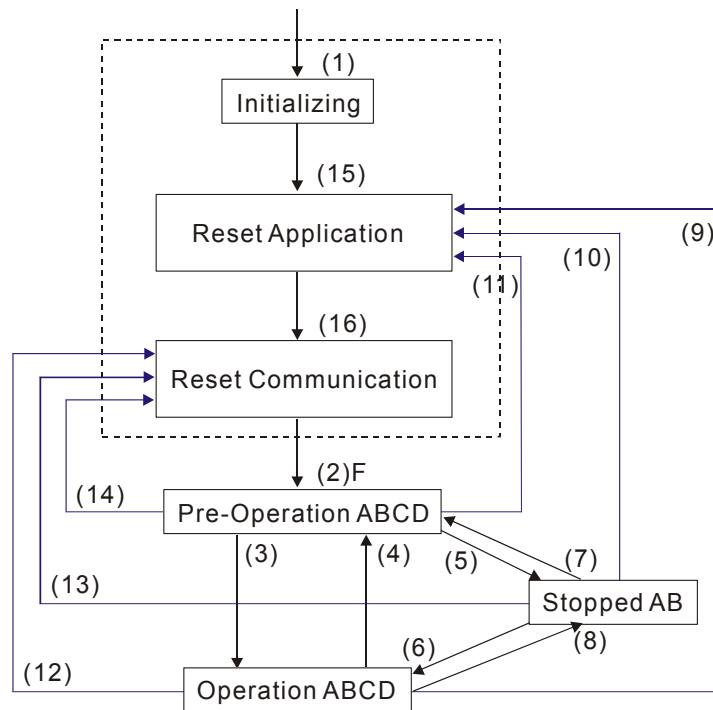 (1)
Initializing
(15)
Reset Application
(9)
(10)
(11)
(16)
Reset Communication
(2)F
(14)
Pre-Operation ABCD
(3)
(4)
(5)
(7)
(13)
Stopped AB
(6)
(8)
(12)
Operation ABCD